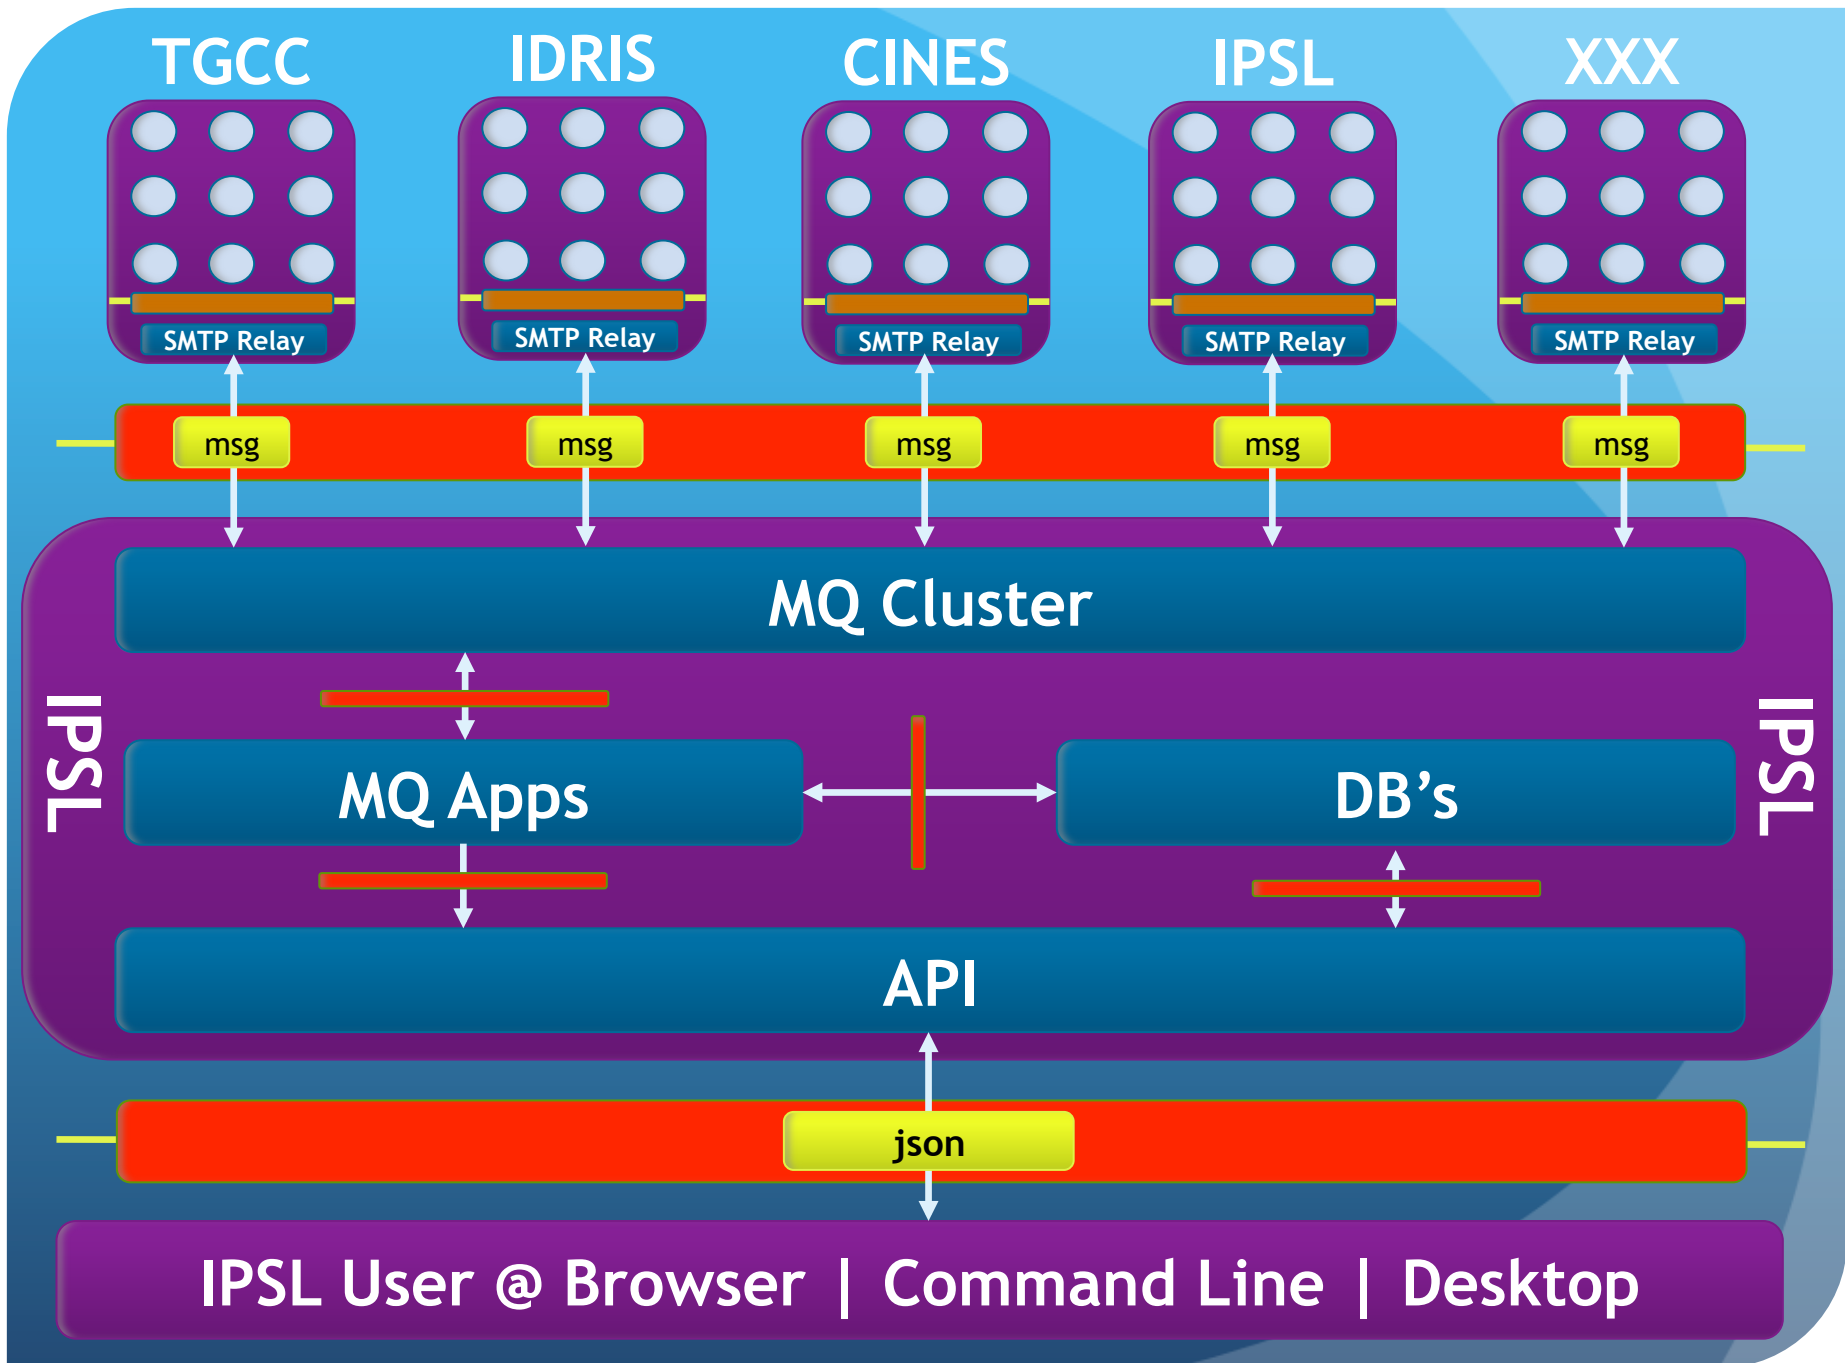 TGCC
IDRIS
CINES
IPSL
XXX
SMTP Relay
SMTP Relay
SMTP Relay
SMTP Relay
SMTP Relay
msg
msg
msg
msg
msg
MQ Cluster
IPSL
IPSL
MQ Apps
DB’s
API
json
IPSL User @ Browser | Command Line | Desktop